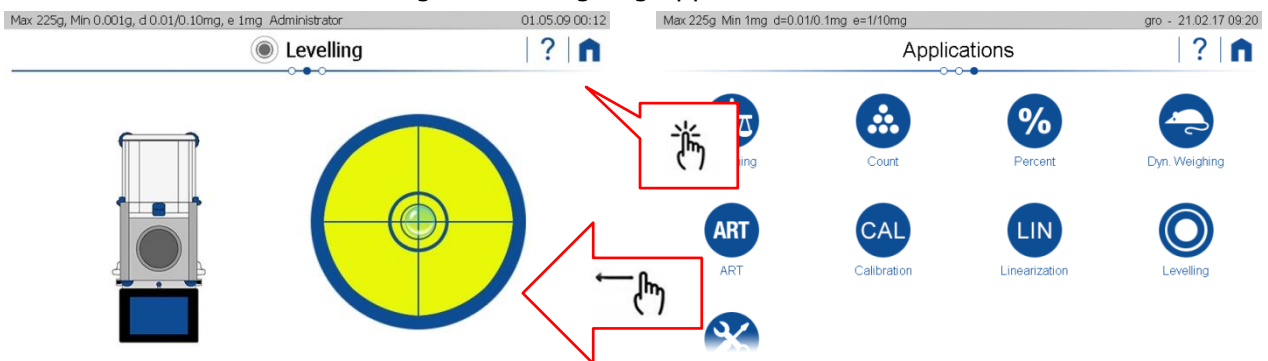 Max 225g, Min 0.001g, d 0.01/0.10mg, e 1mg Administrator 01.05.09 00:12
Levelling
?
Max 225g Min 1mg d=0.01/0.1mg e=1/10mg gro - 21.02.17 09:20
Applications
?
%
Count Percent Dyn. Weighing
ART CAL LIN
ART Calibration Linearization Levelling